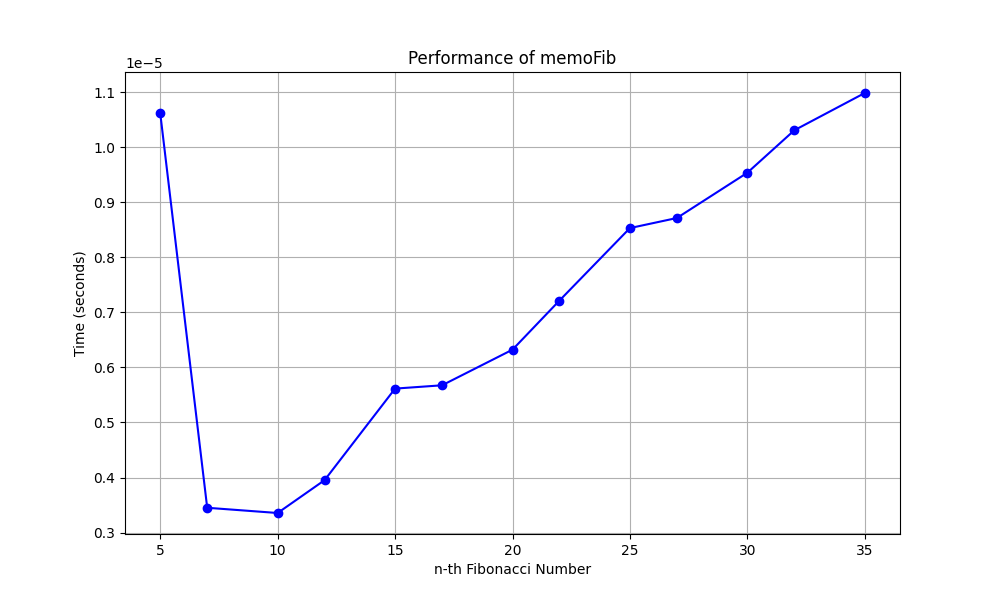 Performance of memoFib
1e−5
1.1
1.0
0.9
0.8
0.7
0.6
0.5
0.4
0.3
Time (seconds)
5 10 15 20 25 30 35
n-th Fibonacci Number